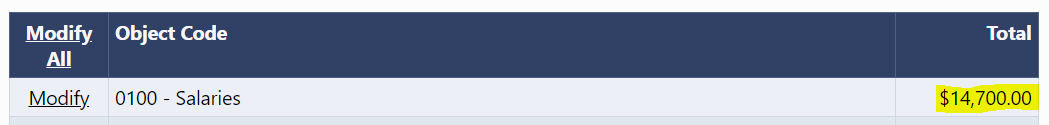 Modify All Object Code Total
Modify 0100 - Salaries $14,700.00